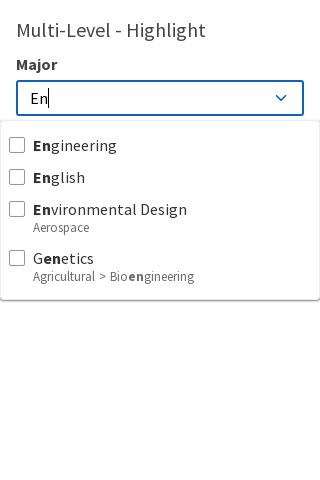 Multi-Level - Highlight
Major
En
Engineering
English
Environmental Design
Aerospace
Genetics
Agricultural > Bioengineering